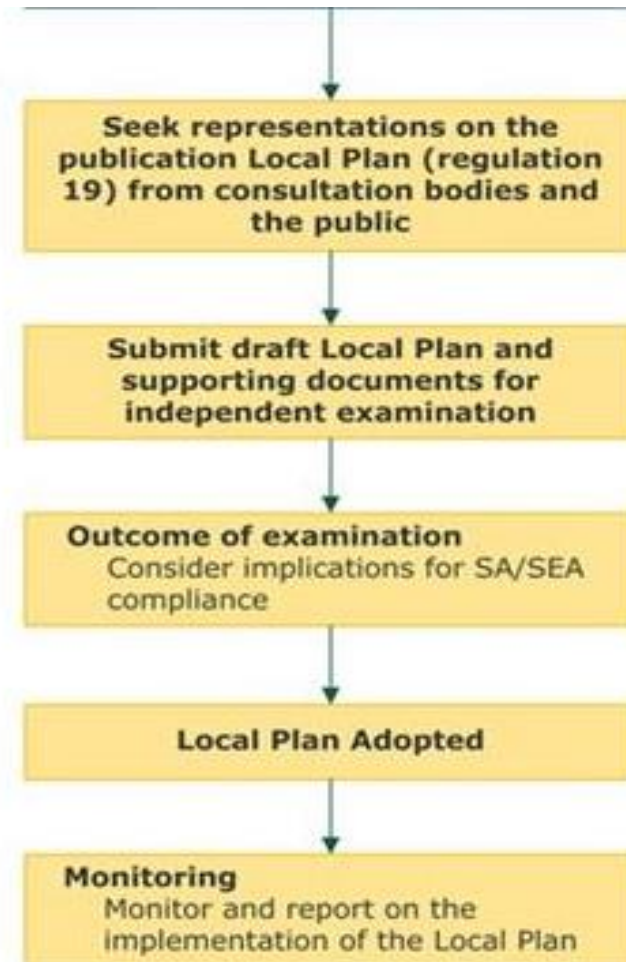 Seek representations on the
publication Local Plan (regulation
19) from consultation bodies and
the public
Submit draft Local Plan and
supporting documents for
independent examination
Outcome of examination
Consider implications for SA/SEA
compliance
Local Plan Adopted
Monitoring
Monitor and report on the
implementation of the Local Plan